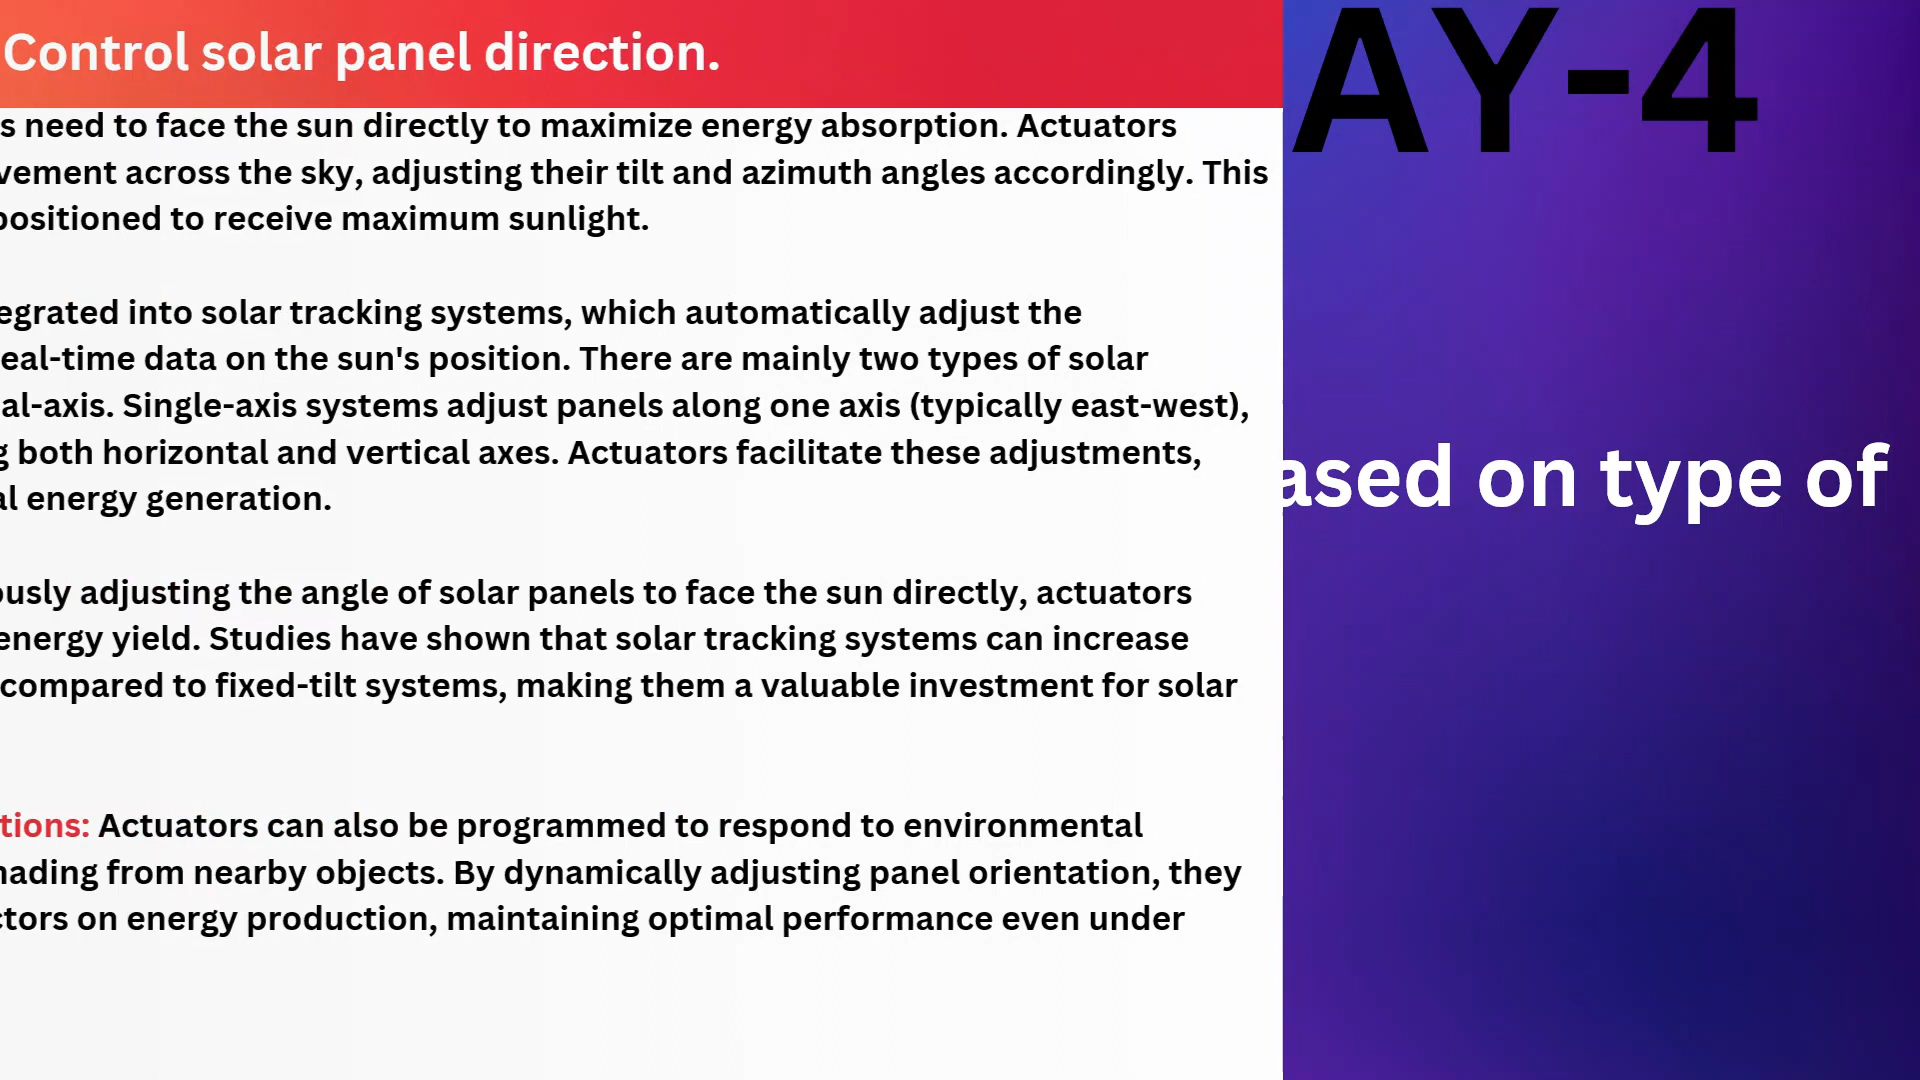 Control solar panel direction.
s need to face the sun directly to maximize energy absorption. Actuators
vement across the sky, adjusting their tilt and azimuth angles accordingly. This
positioned to receive maximum sunlight.
egrated into solar tracking systems, which automatically adjust the
eal-time data on the sun's position. There are mainly two types of solar
al-axis. Single-axis systems adjust panels along one axis (typically east-west),
g both horizontal and vertical axes. Actuators facilitate these adjustments,
al energy generation.
ously adjusting the angle of solar panels to face the sun directly, actuators
energy yield. Studies have shown that solar tracking systems can increase
compared to fixed-tilt systems, making them a valuable investment for solar
tions: Actuators can also be programmed to respond to environmental
hading from nearby objects. By dynamically adjusting panel orientation, they
ctors on energy production, maintaining optimal performance even under
AY-4
ased on type of